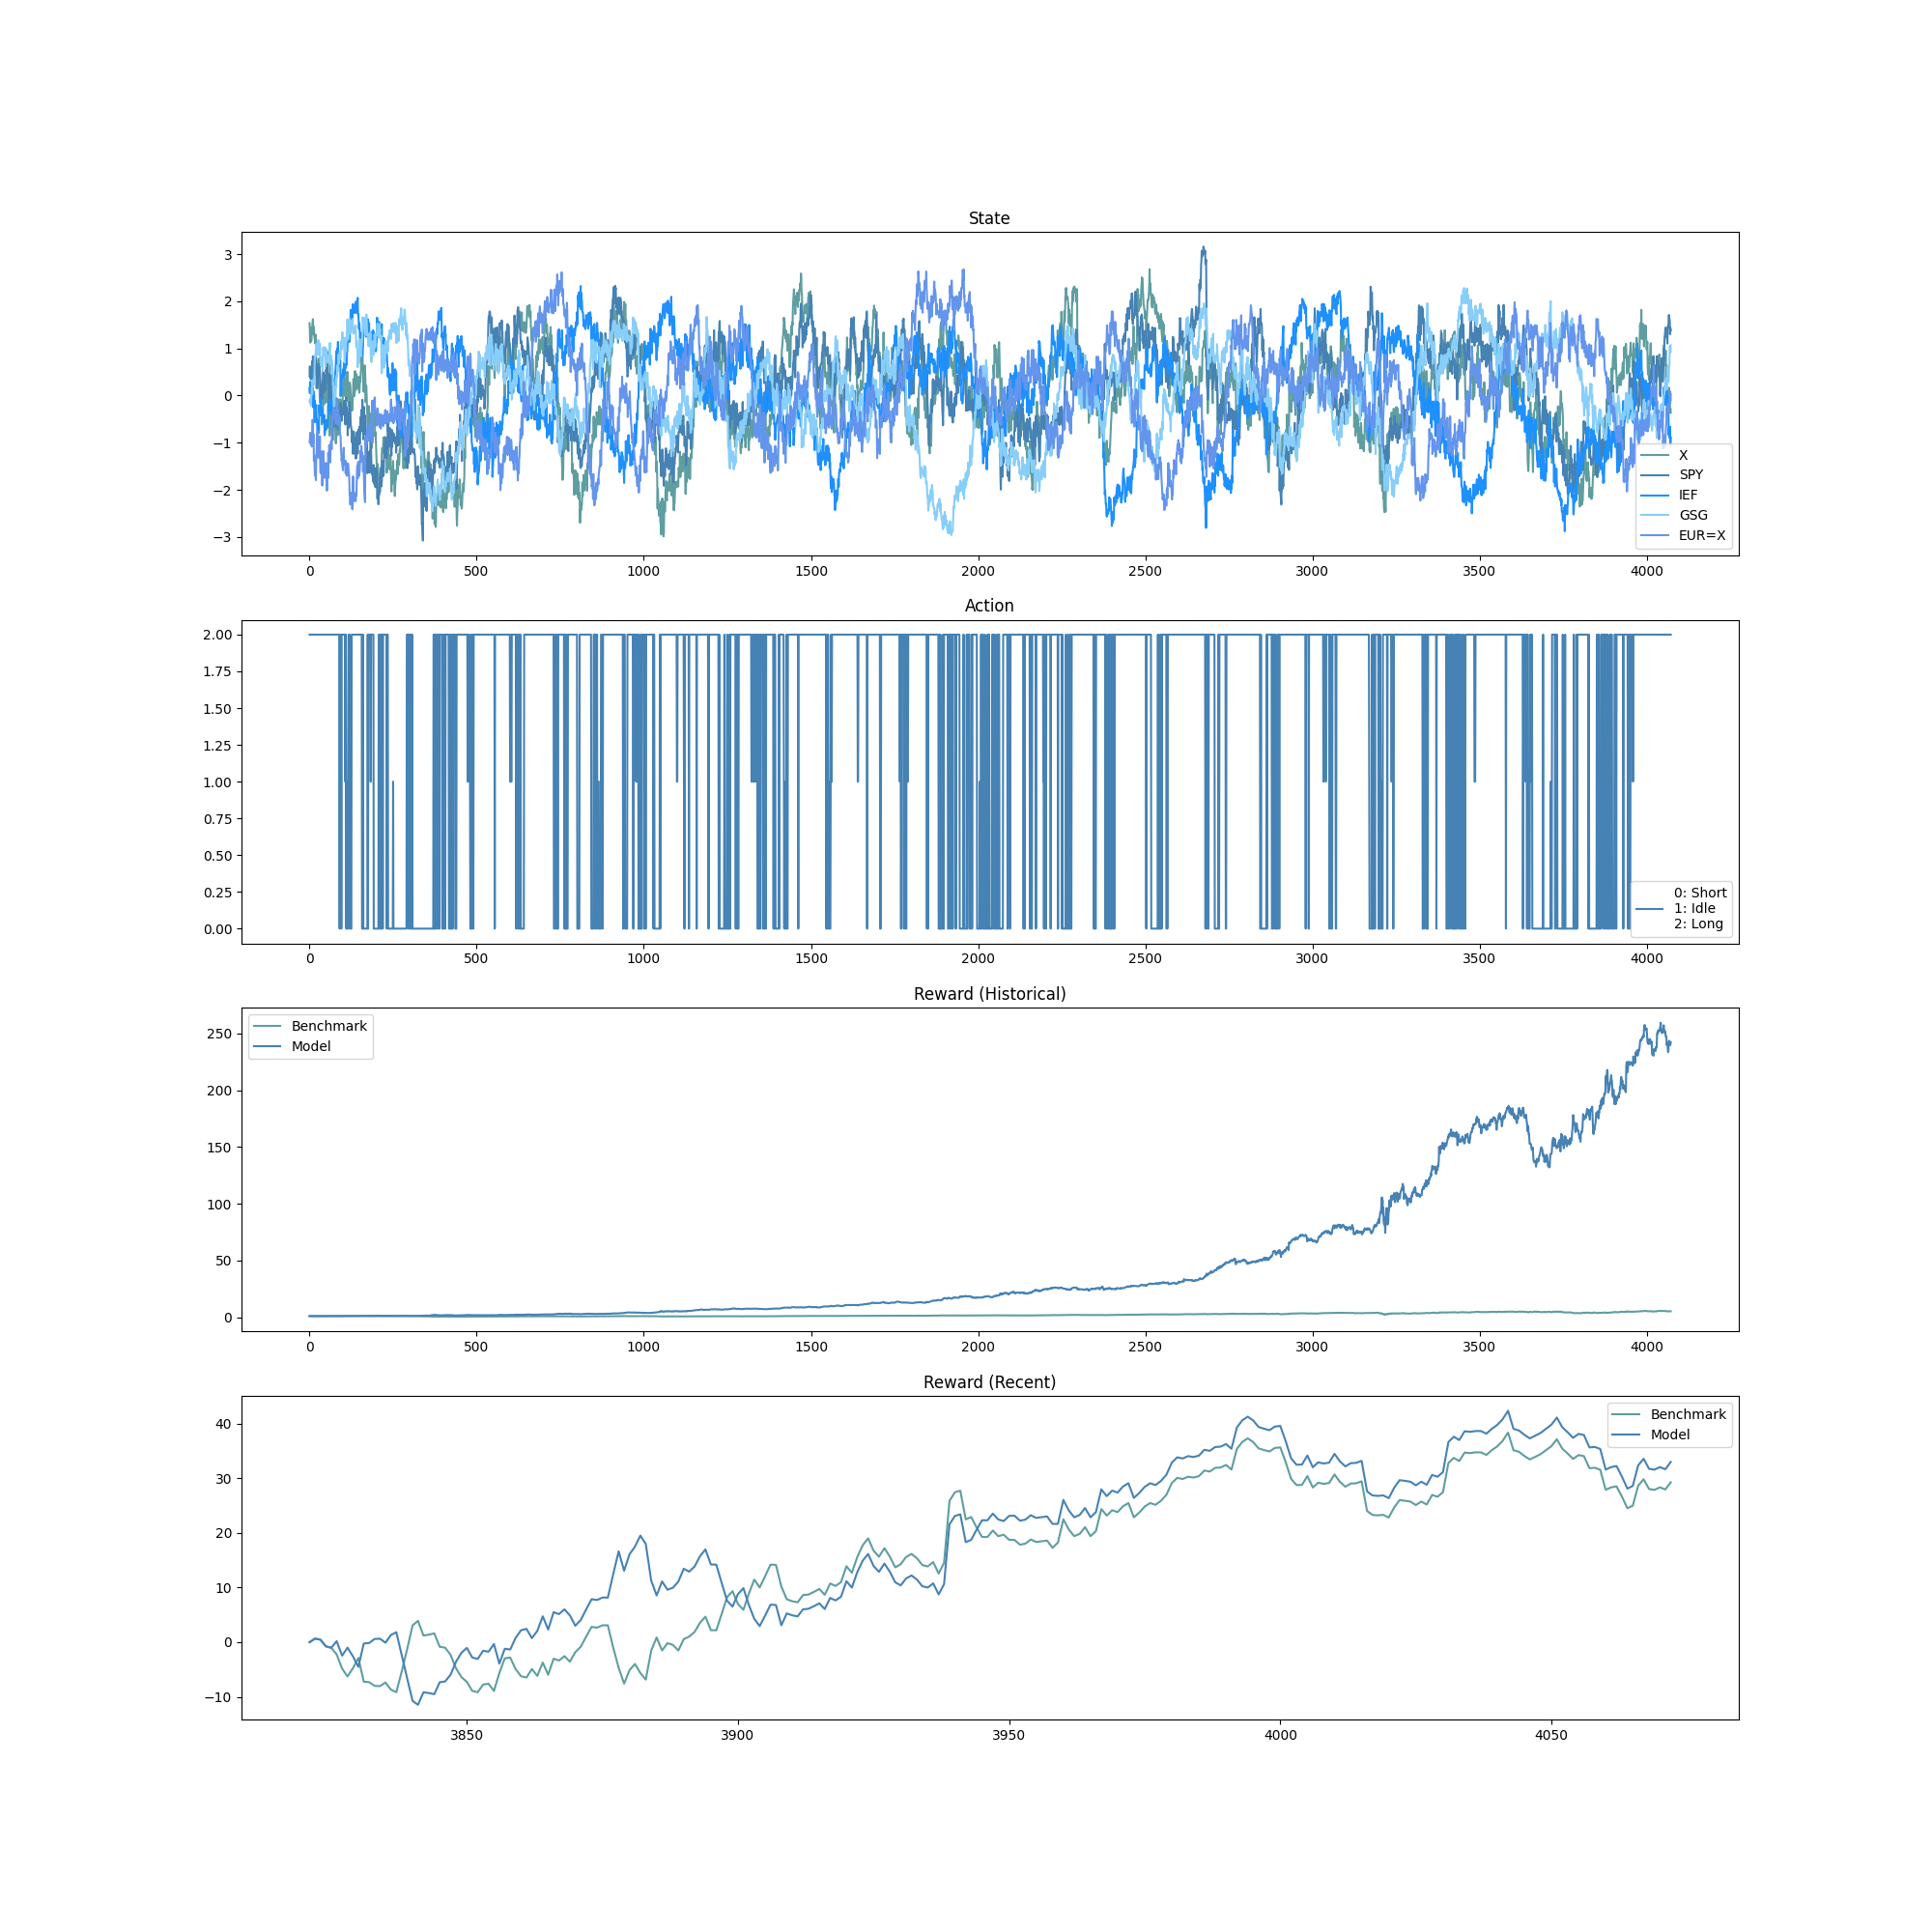 State
3
2
1
0
−1
−2
−3
X
SPY
IEF
GSG
EUR=X
0 500 1000 1500 2000 2500 3000 3500 4000
Action
2.00
1.75
1.50
1.25
1.00
0.75
0.50
0.25
0.00
0: Short
1: Idle
2: Long
0 500 1000 1500 2000 2500 3000 3500 4000
Reward (Historical)
Benchmark
Model
250
200
150
100
50
0
0 500 1000 1500 2000 2500 3000 3500 4000
Reward (Recent)
Benchmark
Model
40
30
20
10
0
−10
3850 3900 3950 4000 4050